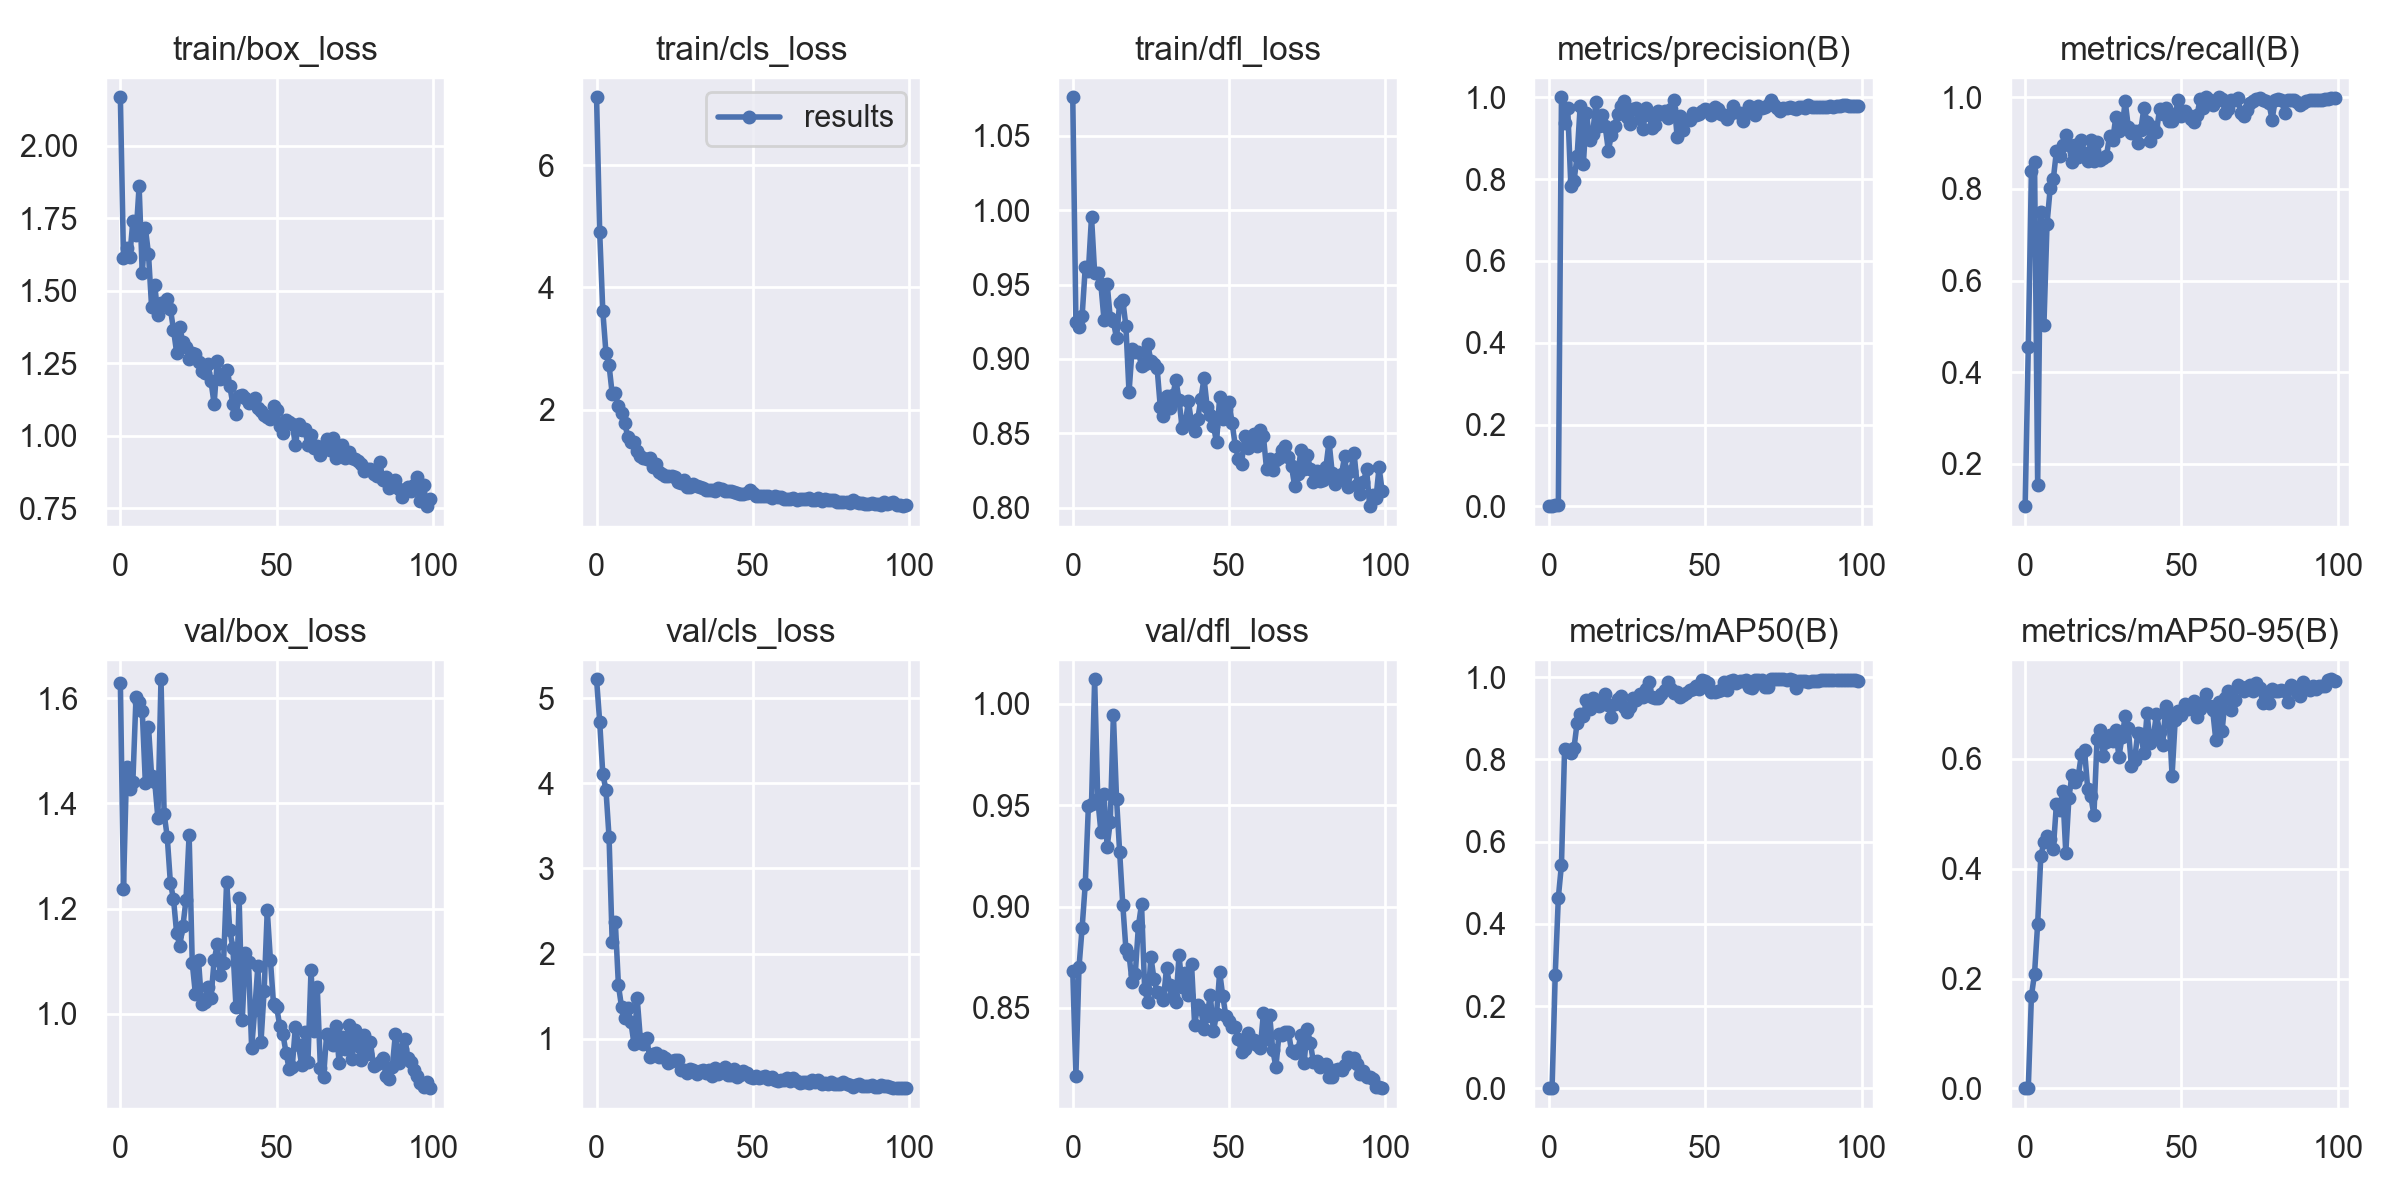 train/box_loss
2.00
1.75
1.50
1.25
1.00
0.75
0 50 100
train/cls_loss
results
6
4
2
0 50 100
train/dfl_loss
1.05
1.00
0.95
0.90
0.85
0.80
0 50 100
metrics/precision(B)
1.0
0.8
0.6
0.4
0.2
0.0
0 50 100
metrics/recall(B)
1.0
0.8
0.6
0.4
0.2
0 50 100
val/box_loss
1.6
1.4
1.2
1.0
0 50 100
val/cls_loss
5
4
3
2
1
0 50 100
val/dfl_loss
1.00
0.95
0.90
0.85
0 50 100
metrics/mAP50(B)
1.0
0.8
0.6
0.4
0.2
0.0
0 50 100
metrics/mAP50-95(B)
0.6
0.4
0.2
0.0
0 50 100